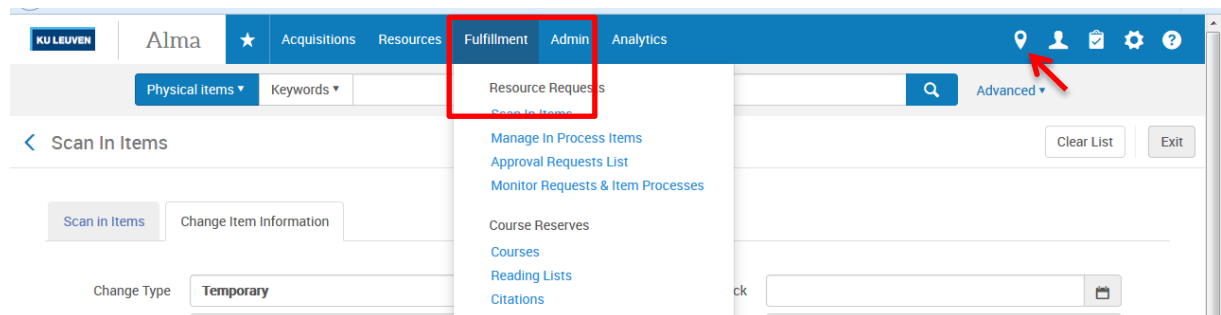 KU LEUVEN Alma ★ Acquisitions Resources Fulfillment Admin Analytics ?
Physical items ▾ Keywords ▾ Advanced ▾
Resource Requests
Scan In Items
Scan In Items Clear List Exit
Manage In Process Items
Approval Requests List
Monitor Requests & Item Processes
Scan in Items Change Item Information
Course Reserves
Courses
Reading Lists
Change Type Temporary ck
Citations